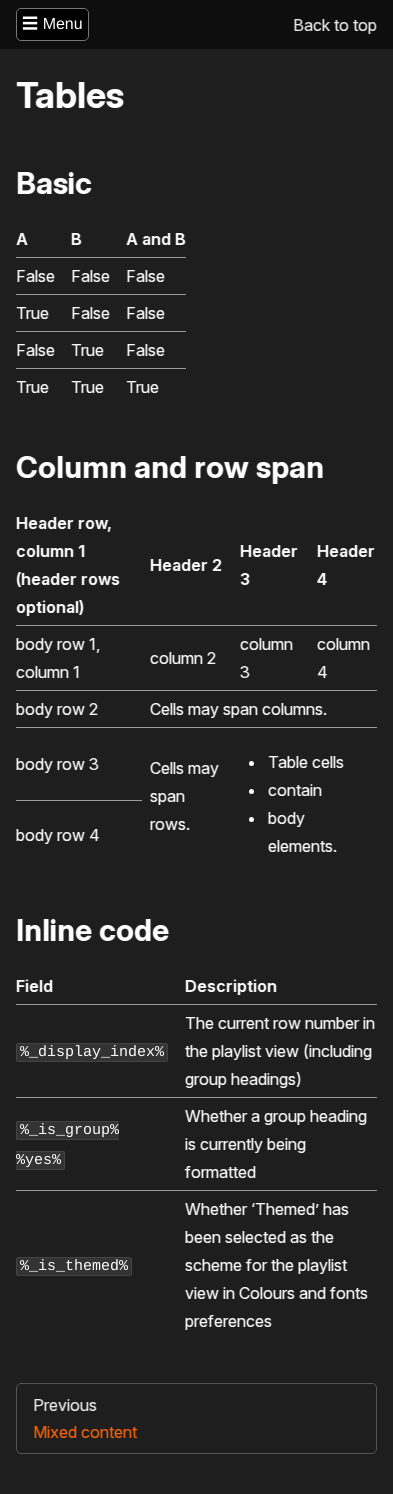 ☰ Menu
Back to top
Tables
Basic
A B A and B
False False False
True False False
False True False
True True True
Column and row span
Header row,
column 1
(header rows
optional)
Header 2
Header
3
Header
4
body row 1,
column 1
column 2
column
3
column
4
body row 2
Cells may span columns.
body row 3
Cells may
span
rows.
• Table cells
• contain
• body
elements.
body row 4
Inline code
Field Description
%_display_index%
The current row number in
the playlist view (including
group headings)
%_is_group%
%yes%
Whether a group heading
is currently being
formatted
%_is_themed%
Whether ‘Themed’ has
been selected as the
scheme for the playlist
view in Colours and fonts
preferences
Previous
Mixed content